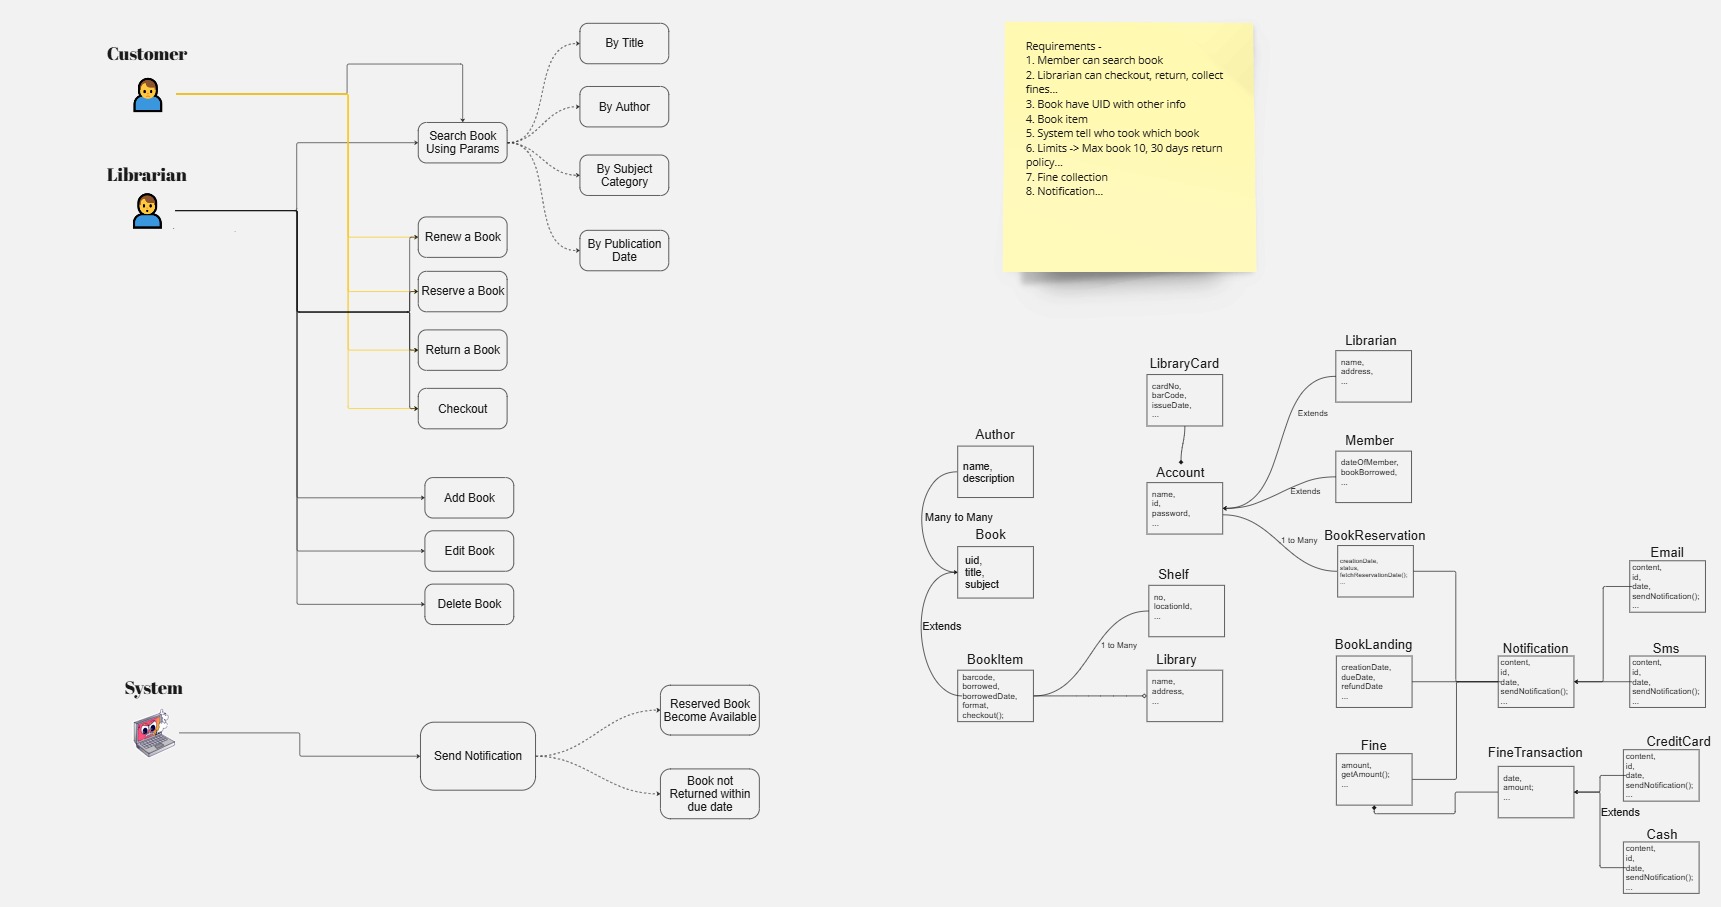 Customer
Librarian
Search Book
Using Params
By Title
By Author
By Subject
Category
By Publication
Date
Renew a Book
Reserve a Book
Return a Book
Checkout
Add Book
Edit Book
Delete Book
System
Send Notification
Reserved Book
Become Available
Book not
Returned within
due date
Requirements -
1. Member can search book
2. Librarian can checkout, return, collect
fines...
3. Book have UID with other info
4. Book item
5. System tell who took which book
6. Limits -> Max book 10, 30 days return
policy...
7. Fine collection
8. Notification...
Author
name,
description
Many to Many
Book
uid,
title,
subject
Extends
BookItem
barcode,
borrowed,
borrowedDate,
format,
checkout();
LibraryCard
cardNo,
barCode,
issueDate,
...
Account
name,
id,
password,
...
Shelf
no,
locationId,
...
1 to Many
Library
name,
address,
...
Librarian
name,
address,
...
Extends
Member
dateOfMember,
bookBorrowed,
...
Extends
1 to Many
BookReservation
creationDate,
status,
fetchReservationDate();
...
BookLanding
creationDate,
dueDate,
refundDate
...
Fine
amount,
getAmount();
...
Notification
content,
id,
date,
sendNotification();
...
FineTransaction
date,
amount;
...
Email
content,
id,
date,
sendNotification();
...
Sms
content,
id,
date,
sendNotification();
...
CreditCard
content,
id,
date,
sendNotification();
...
Extends
Cash
content,
id,
date,
sendNotification();
...